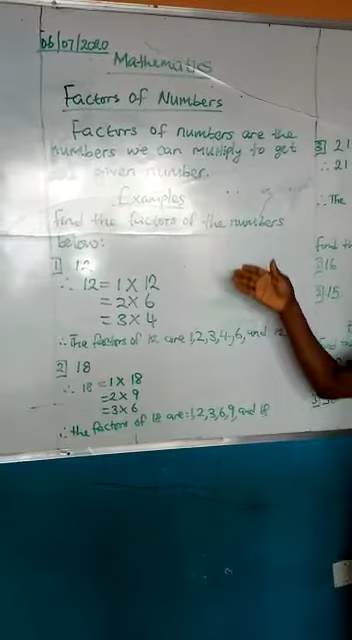 06/07/2020
Mathematics
Factors of Numbers
Factors of numbers are the
numbers we can multiply to get
a given number.
Examples
Find the factors of the numbers
below:
1] 12
∴ 12 = 1 X 12
= 2 X 6
= 3 X 4
∴ The factors of 12 are 1,2,3,4,6, and 12
2] 18
∴ 18 = 1 X 18
= 2 X 9
= 3 X 6
∴ the factors of 18 are: 1,2,3,6,9, and 18
3] 21
∴ 21
∴ The
find th
16
15